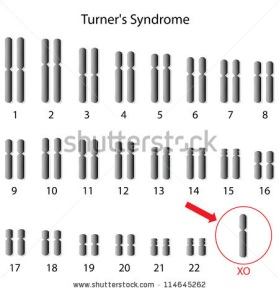 Turner's Syndrome
1 2 3 4 5 6 7 8
shutterstock
9 10 11 12 13 14 15 16
17 18 19 20 21 22 XO
www.shutterstock.com · 114645262